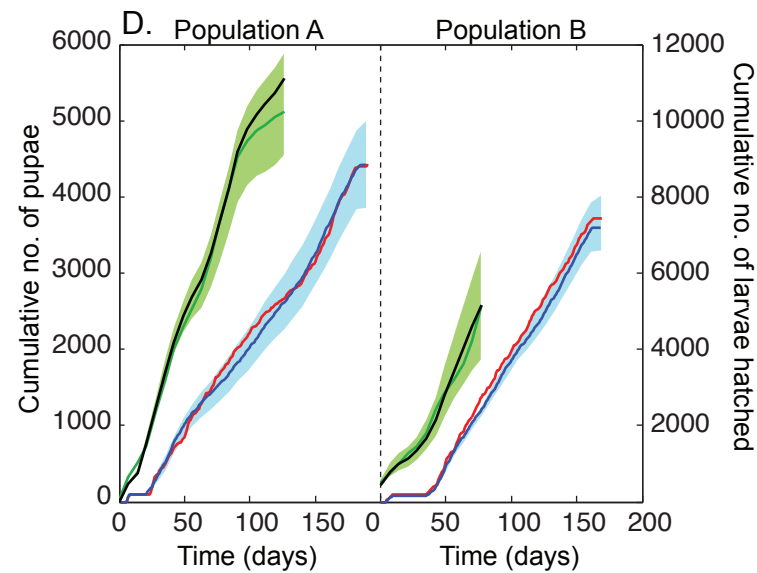 D.
Population A
Population B
Cumulative no. of pupae
6000
5000
4000
3000
2000
1000
0
12000
10000
8000
6000
4000
2000
Cumulative no. of larvae hatched
0 50 100 150 0 50 100 150 200
Time (days)
Time (days)